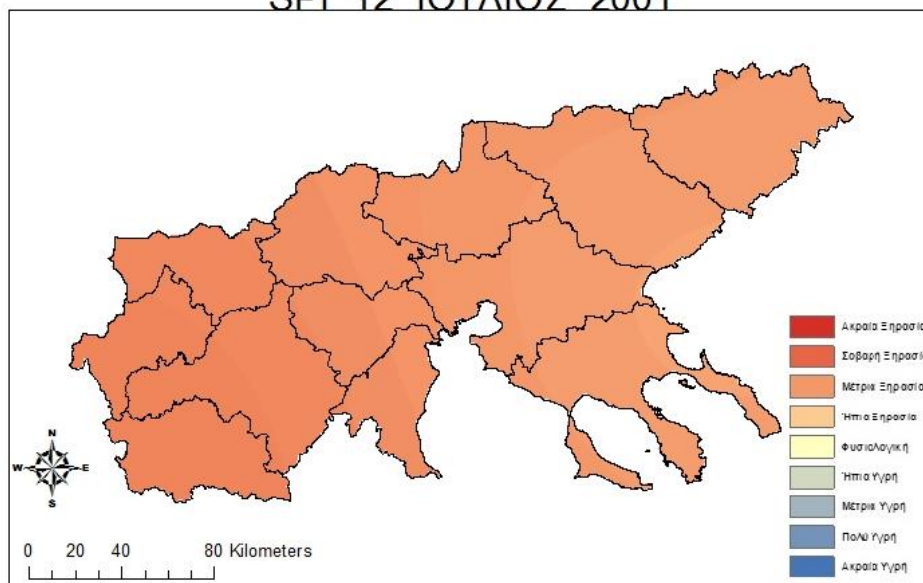 SPI 12 ΙΟΥΛΙΟΣ 2001
Ακραία Ξηρασία
Σοβαρή Ξηρασία
Μέτρια Ξηρασία
Ήπια Ξηρασία
Φυσιολογική
Ήπια Υγρή
Μέτρια Υγρή
Πολύ Υγρή
Ακραία Υγρή
N
W E
S
0 20 40 80 Kilometers